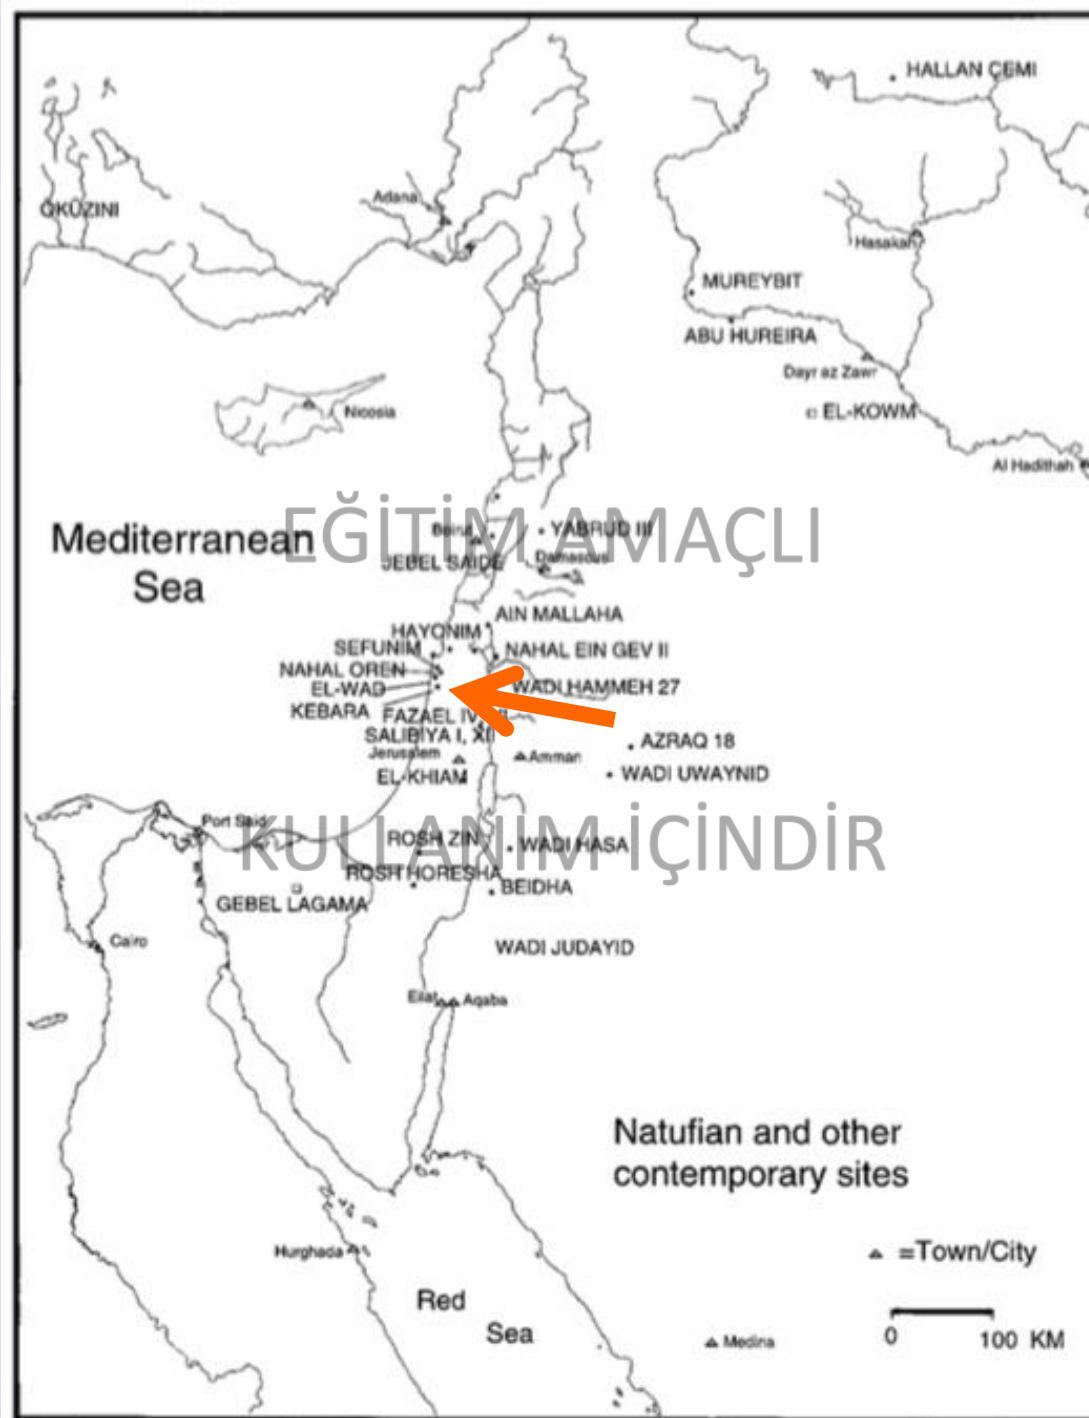 HALLAN ÇEMI
Adana
ÖKÜZINI
Hasakah
MUREYBIT
ABU HUREIRA
Dayr az Zawr
EL-KOWM
Nicosia
Al Hadithah
EĞİTİM AMAÇLI
Mediterranean
Sea
Beirut
YABRUD III
JEBEL SAIDE
Damascus
AIN MALLAHA
HAYONIM
SEFUNIM
NAHAL EIN GEV II
NAHAL OREN
EL-WAD
WADI HAMMEH 27
KEBARA
FAZAEL IV
SALIBIYA I, XII
AZRAQ 18
Jerusalem
Amman
EL-KHIAM
WADI UWAYNID
Port Said
KULLANIM İÇİNDİR
ROSH ZIN
WADI HASA
ROSH HORESHA
BEIDHA
GEBEL LAGAMA
Cairo
WADI JUDAYID
Eilat
Aqaba
Natufian and other
contemporary sites
Hurghada
=Town/City
Red
Sea
0 100 KM
Medina